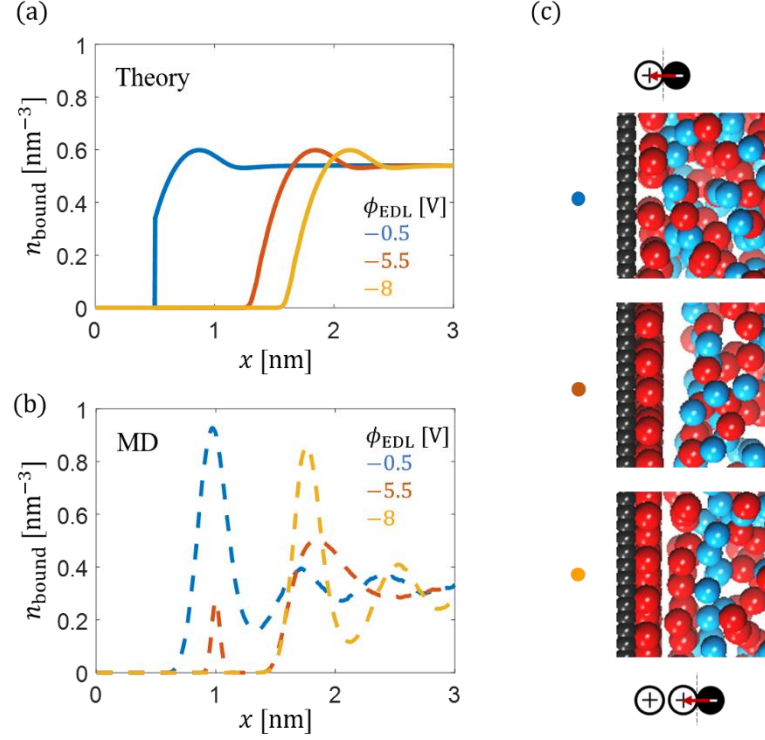 (a)
1
0.8
0.6
0.4
0.2
0
n_bound [nm⁻³]
Theory
ϕ_EDL [V]
−0.5
−5.5
−8
0 1 2 3
x [nm]
(b)
1
0.8
0.6
0.4
0.2
0
n_bound [nm⁻³]
MD
ϕ_EDL [V]
−0.5
−5.5
−8
0 1 2 3
x [nm]
(c)
+ −
+ + −